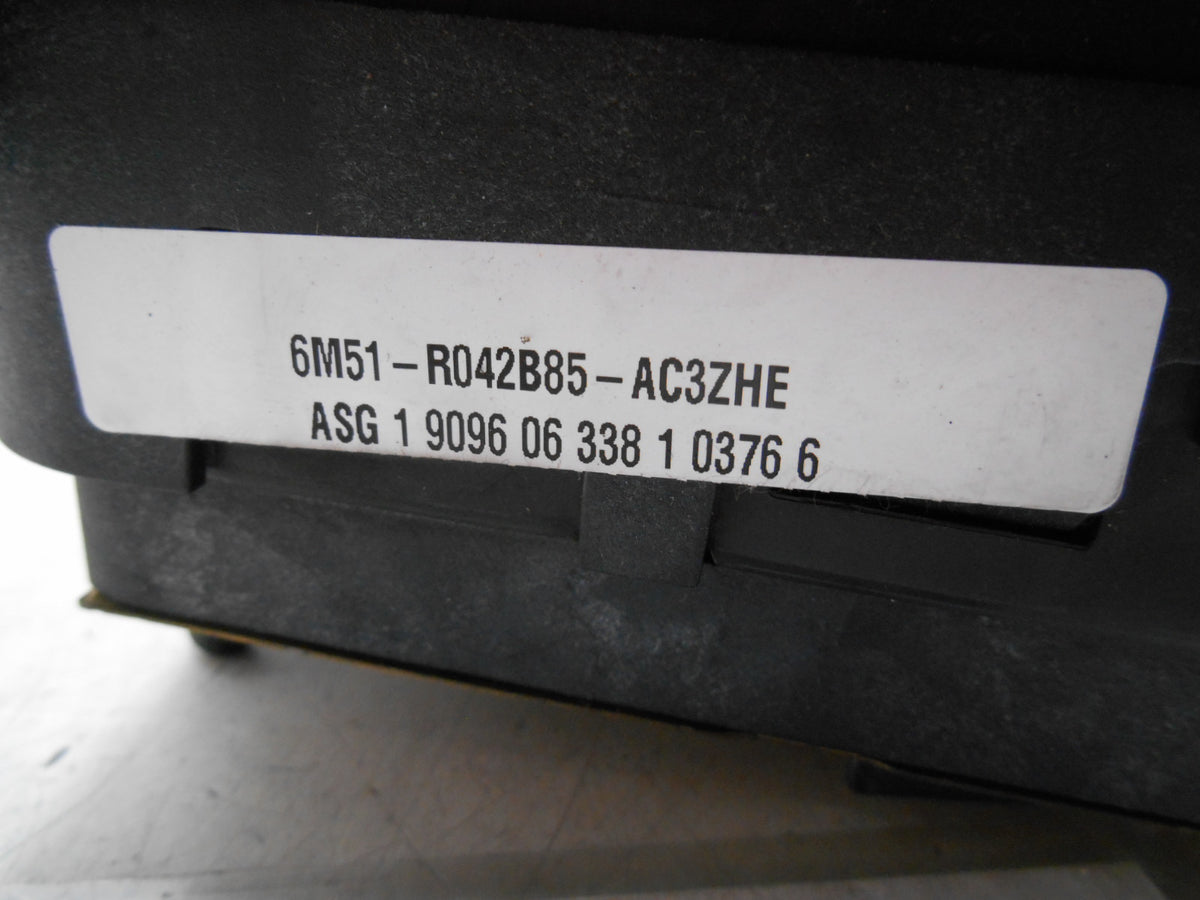 6M51-R042B85-AC3ZHE
ASG 1 9096 06 338 1 0376 6